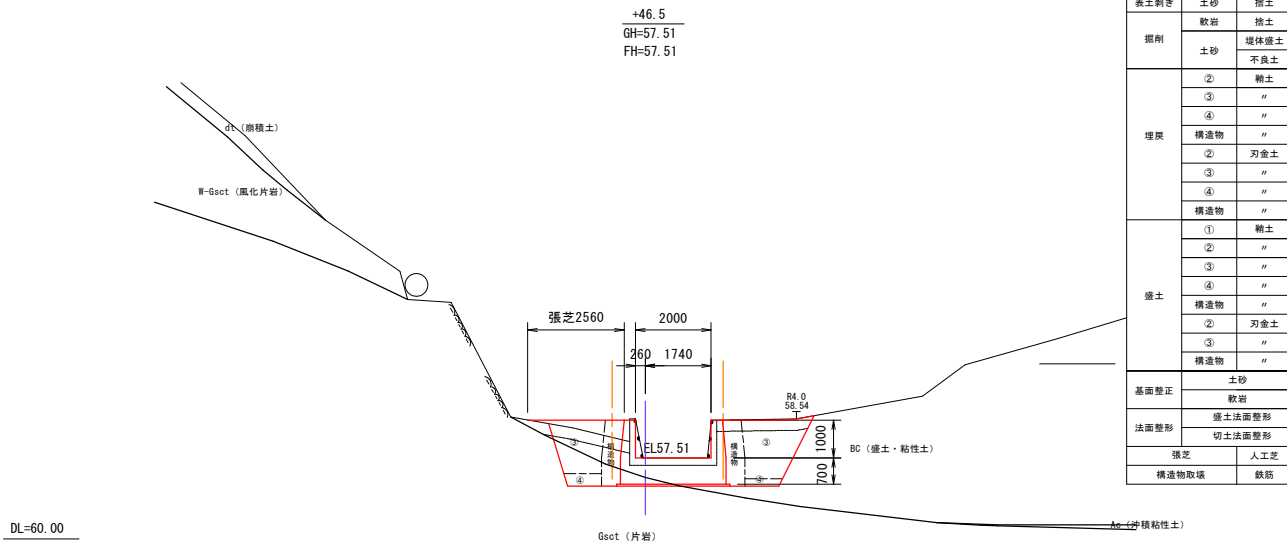 +46.5
GH=57.51
FH=57.51
dt (崩積土)
W-Gsct (風化片岩)
張芝2560
2000
260
1740
R4.0
58.54
EL57.51
1000
700
③
構造物
④
構造物
③
④
BC (盛土・粘性土)
Ac (沖積粘性土)
Gsct (片岩)
DL=60.00
表土剥ぎ 土砂 捨土
掘削 軟岩 捨土
土砂 堤体盛土
不良土
埋戻 ② 鞘土
③ 〃
④ 〃
構造物 〃
② 刃金土
③ 〃
④ 〃
構造物 〃
盛土 ① 鞘土
② 〃
③ 〃
④ 〃
構造物 〃
② 刃金土
③ 〃
構造物 〃
基面整正 土砂
軟岩
法面整形 盛土法面整形
切土法面整形
張芝 人工芝
構造物取壊 鉄筋